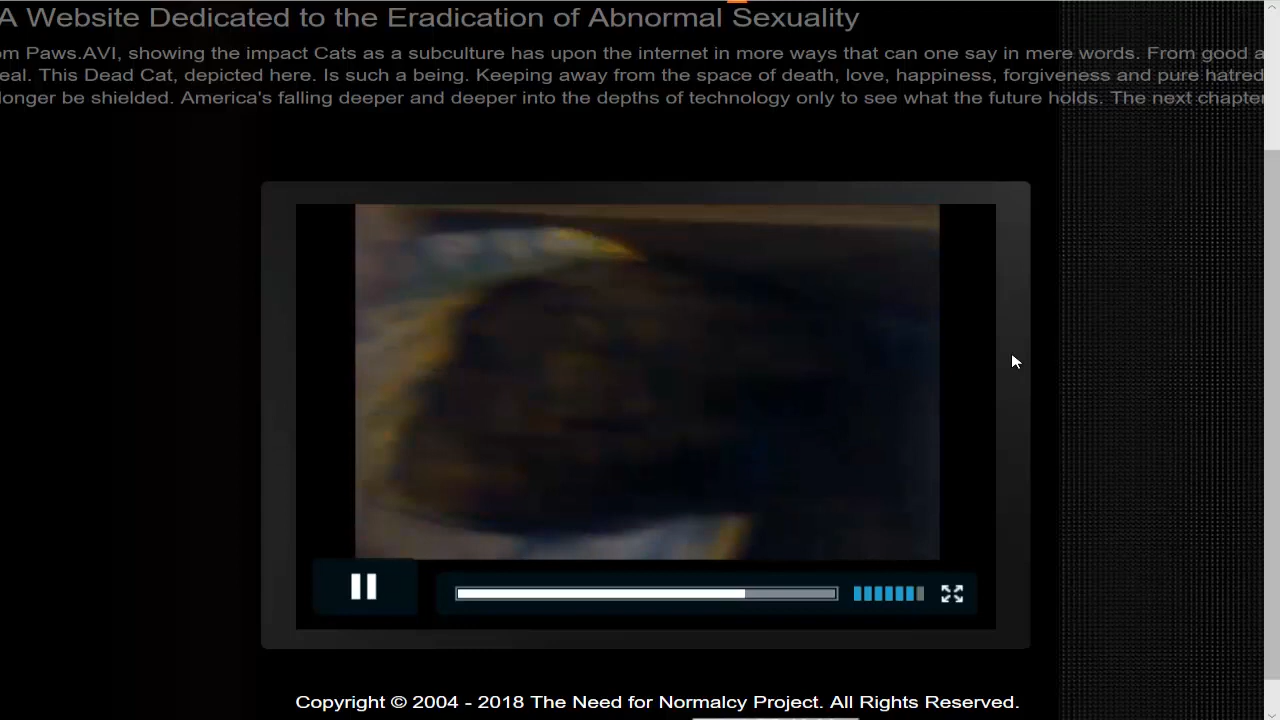 A Website Dedicated to the Eradication of Abnormal Sexuality
om Paws.AVI, showing the impact Cats as a subculture has upon the internet in more ways that can one say in mere words. From good a
eal. This Dead Cat, depicted here. Is such a being. Keeping away from the space of death, love, happiness, forgiveness and pure hatred
longer be shielded. America's falling deeper and deeper into the depths of technology only to see what the future holds. The next chapter
Copyright © 2004 - 2018 The Need for Normalcy Project. All Rights Reserved.